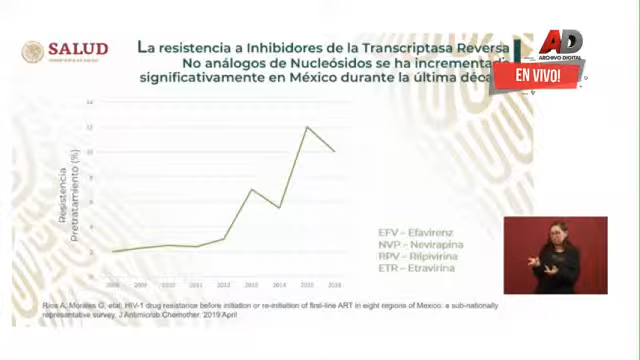 SALUD
La resistencia a Inhibidores de la Transcriptasa Reversa
No análogos de Nucleósidos se ha incrementado
significativamente en México durante la última décad
AD
ARCHIVO DIGITAL
EN VIVO!
14
12
10
8
6
4
2
Resistencia
Pretratamiento (%)
2008 2009 2010 2011 2012 2013 2014 2015 2016
EFV – Efavirenz
NVP – Nevirapina
RPV – Rilpivirina
ETR – Etravirina
Ríos A, Morales C, etal. HIV-1 drug resistance before initiation or re-initiation of first-line ART in eight regions of Mexico: a sub-nationally
representative survey. J Antimicrob Chemother. 2019 April